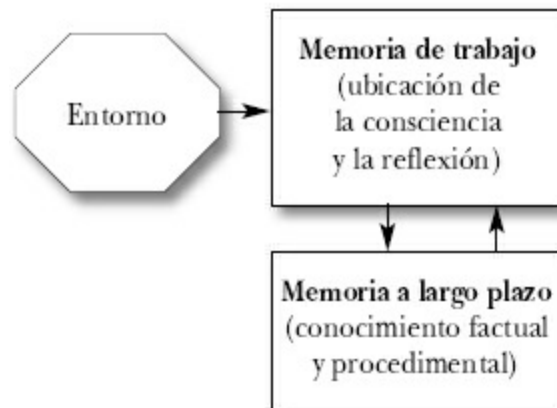 Entorno
Memoria de trabajo
(ubicación de
la consciencia
y la reflexión)
Memoria a largo plazo
(conocimiento factual
y procedimental)